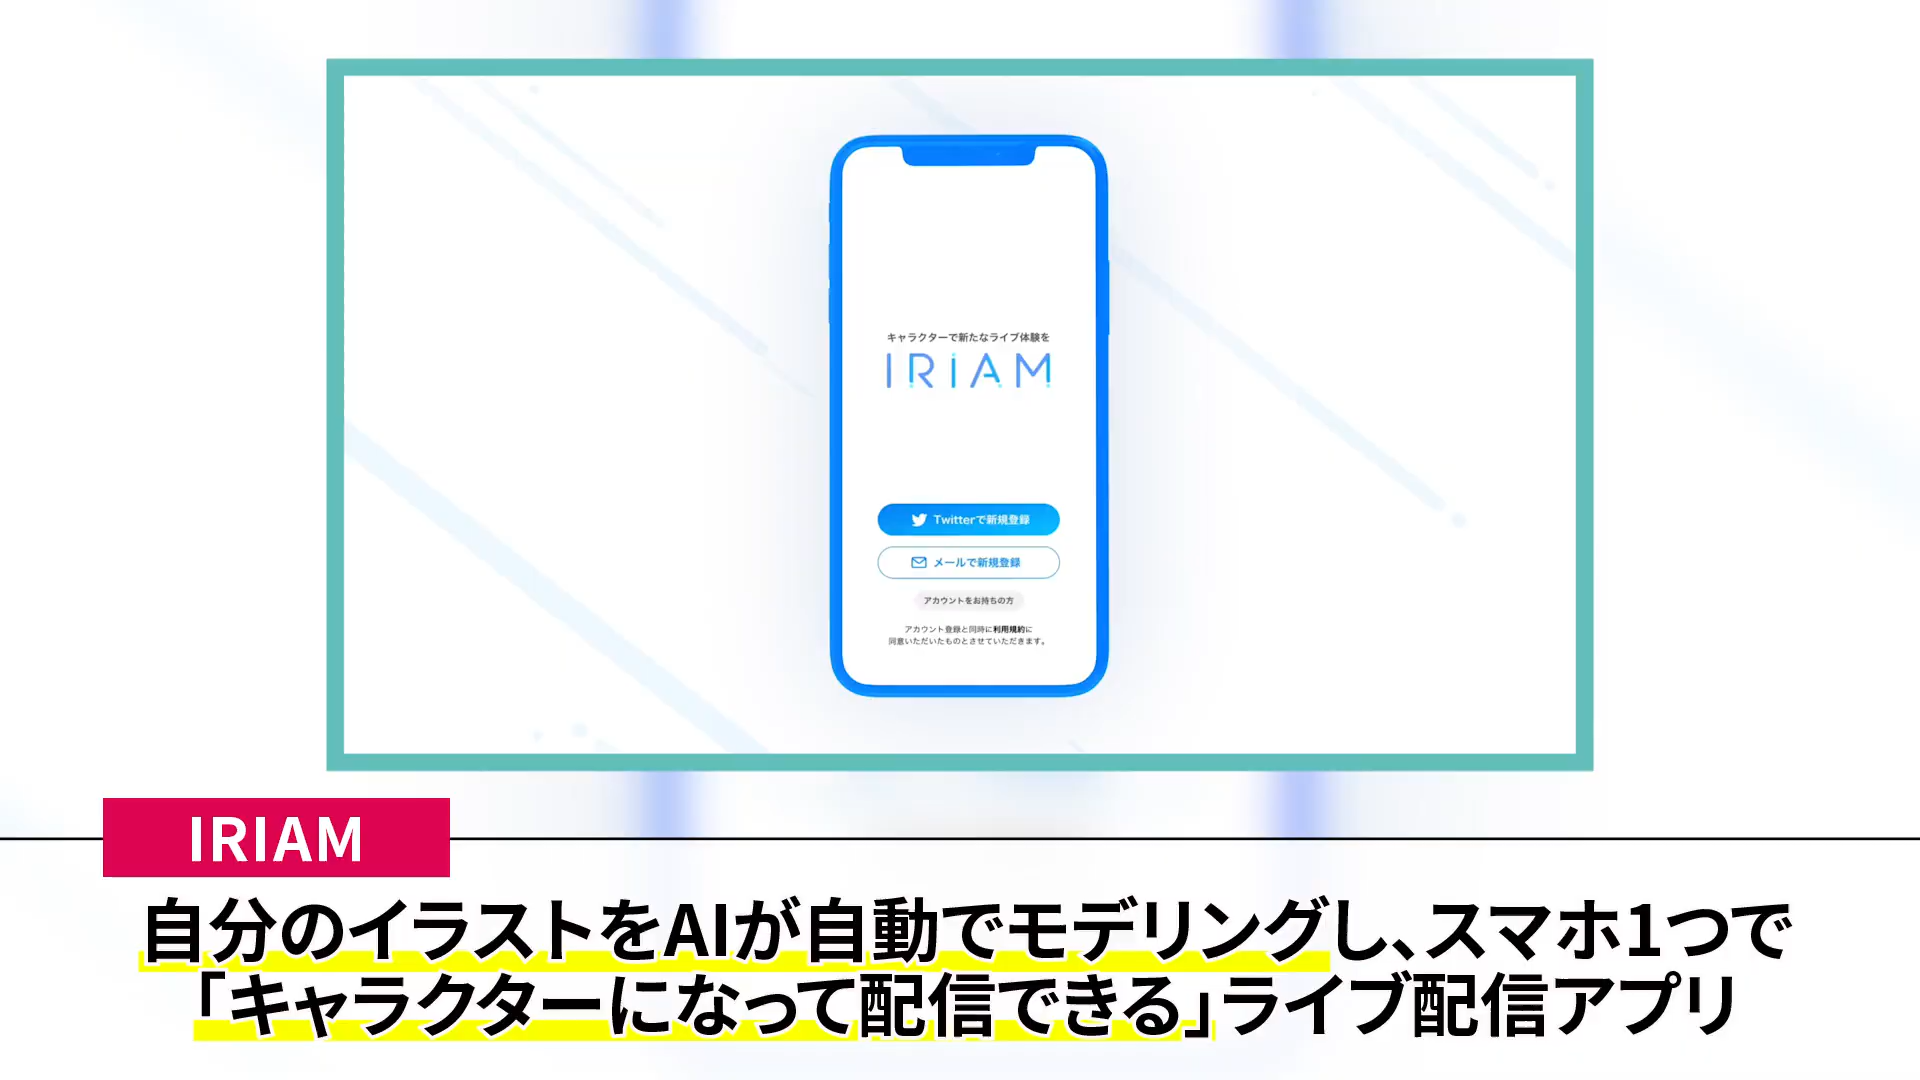 キャラクターで新たなライブ体験を
IRIAM
Twitterで新規登録
メールで新規登録
アカウントをお持ちの方
アカウント登録と同時に利用規約に
同意いただいたものとさせていただきます。
IRIAM
自分のイラストをAIが自動でモデリングし、スマホ1つで
「キャラクターになって配信できる」ライブ配信アプリ